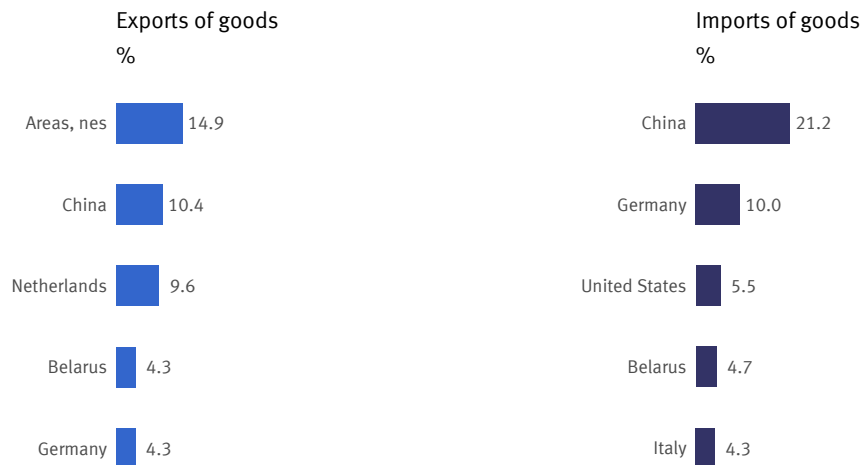 Exports of goods
%
Areas, nes 14.9
China 10.4
Netherlands 9.6
Belarus 4.3
Germany 4.3
Imports of goods
%
China 21.2
Germany 10.0
United States 5.5
Belarus 4.7
Italy 4.3